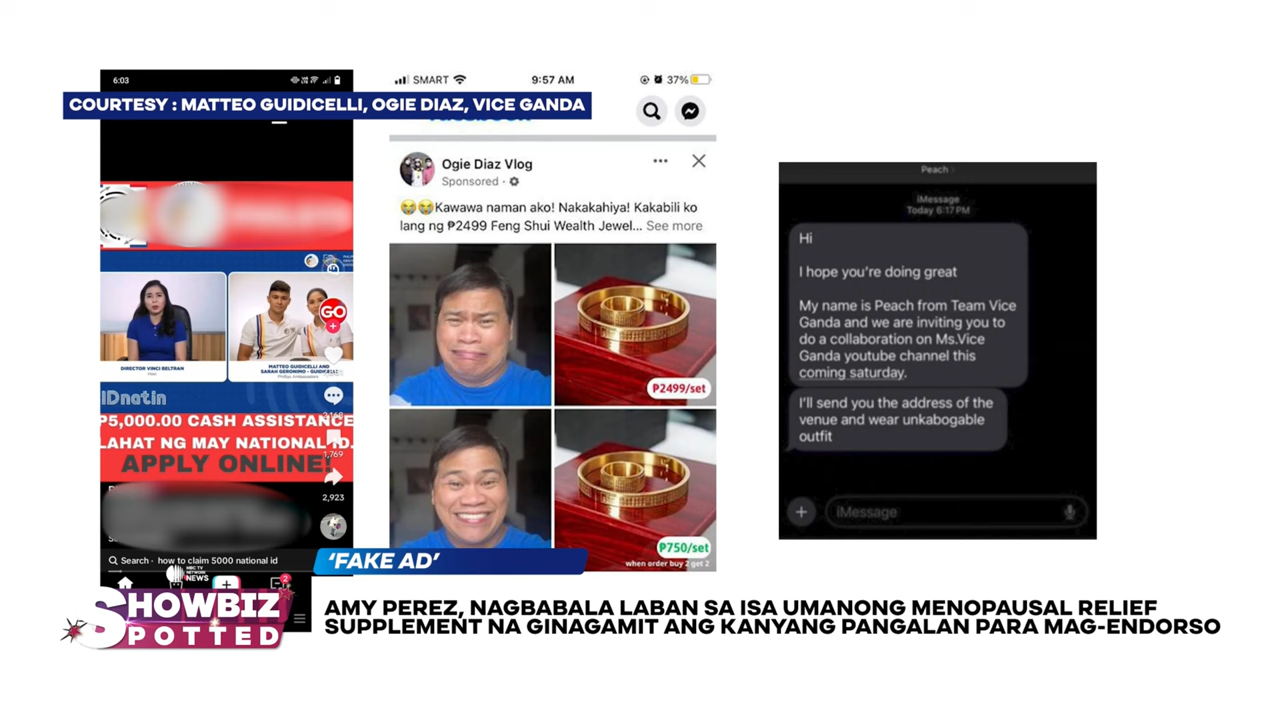 6:03
COURTESY : MATTEO GUIDICELLI, OGIE DIAZ, VICE GANDA
DIRECTOR VINCI BELTRAN
Host
MATTEO GUIDICELLI AND
SARAH GERONIMO - GUIDICELLI
GO
IDnatin
P5,000.00 CASH ASSISTANCE
LAHAT NG MAY NATIONAL ID.
APPLY ONLINE!
1,769
2,923
Search · how to claim 5000 national id
2
SMART
9:57 AM
37%
Ogie Diaz Vlog
Sponsored ·
😭😭Kawawa naman ako! Nakakahiya! Kakabili ko
lang ng ₱2499 Feng Shui Wealth Jewel... See more
₱2499/set
₱750/set
when order buy 2 get 2
Peach
iMessage
Today 6:17 PM
Hi
I hope you're doing great
My name is Peach from Team Vice
Ganda and we are inviting you to
do a collaboration on Ms.Vice
Ganda youtube channel this
coming saturday.
I'll send you the address of the
venue and wear unkabogable
outfit
iMessage
'FAKE AD'
NEWS
SHOWBIZ
SPOTTED
AMY PEREZ, NAGBABALA LABAN SA ISA UMANONG MENOPAUSAL RELIEF
SUPPLEMENT NA GINAGAMIT ANG KANYANG PANGALAN PARA MAG-ENDORSO